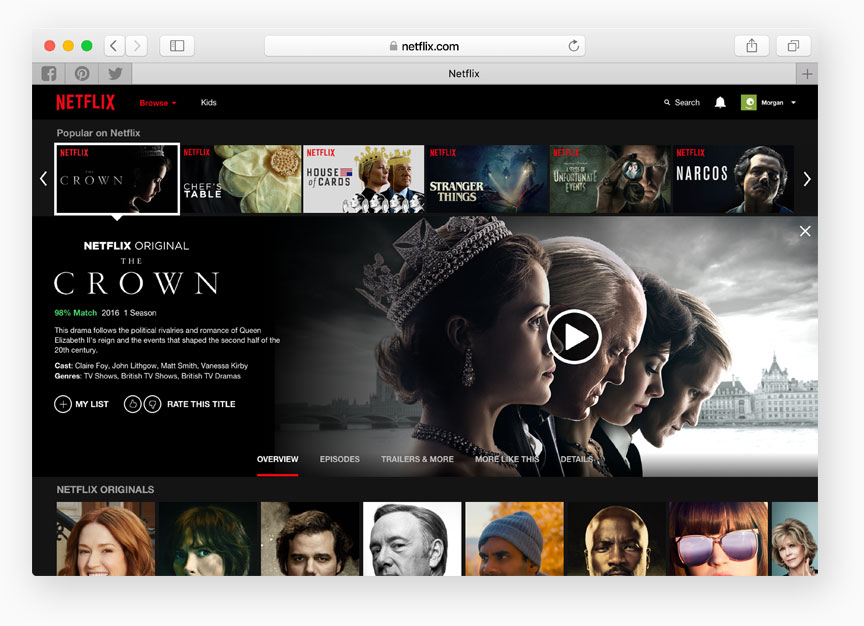 netflix.com
Netflix
NETFLIX
Browse
Kids
Search
Morgan
Popular on Netflix
NETFLIX
THE
CROWN
NETFLIX
CHEF'S
TABLE
NETFLIX
HOUSE
of CARDS
NETFLIX
STRANGER
THINGS
NETFLIX
A SERIES OF
UNFORTUNATE
EVENTS
NETFLIX
NARCOS
NETFLIX ORIGINAL
THE
CROWN
98% Match 2016 1 Season
This drama follows the political rivalries and romance of Queen
Elizabeth II's reign and the events that shaped the second half of the
20th century.
Cast: Claire Foy, John Lithgow, Matt Smith, Vanessa Kirby
Genres: TV Shows, British TV Shows, British TV Dramas
MY LIST
RATE THIS TITLE
OVERVIEW
EPISODES
TRAILERS & MORE
MORE LIKE THIS
DETAILS
NETFLIX ORIGINALS